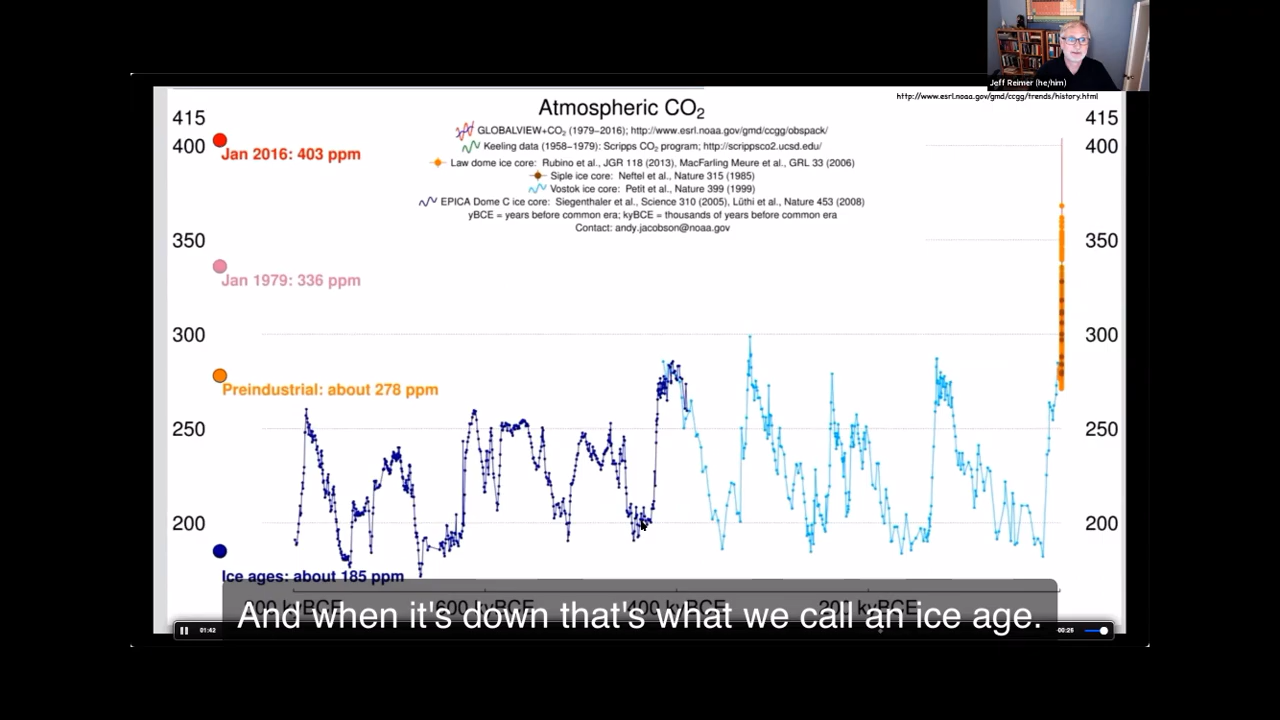 Jeff Reimer (he/him)
http://www.esrl.noaa.gov/gmd/ccgg/trends/history.html
Atmospheric CO₂
GLOBALVIEW+CO₂ (1979–2016); http://www.esrl.noaa.gov/gmd/ccgg/obspack/
Keeling data (1958–1979): Scripps CO₂ program; http://scrippsco2.ucsd.edu/
Law dome ice core: Rubino et al., JGR 118 (2013), MacFarling Meure et al., GRL 33 (2006)
Siple ice core: Neftel et al., Nature 315 (1985)
Vostok ice core: Petit et al., Nature 399 (1999)
EPICA Dome C ice core: Siegenthaler et al., Science 310 (2005), Lüthi et al., Nature 453 (2008)
yBCE = years before common era; kyBCE = thousands of years before common era
Contact: andy.jacobson@noaa.gov
415 415
400 400
Jan 2016: 403 ppm
350 350
Jan 1979: 336 ppm
300 300
Preindustrial: about 278 ppm
250 250
200 200
Ice ages: about 185 ppm
600 kyBCE 400 kyBCE 200 kyBCE
And when it's down that's what we call an ice age.
01:42 -00:25